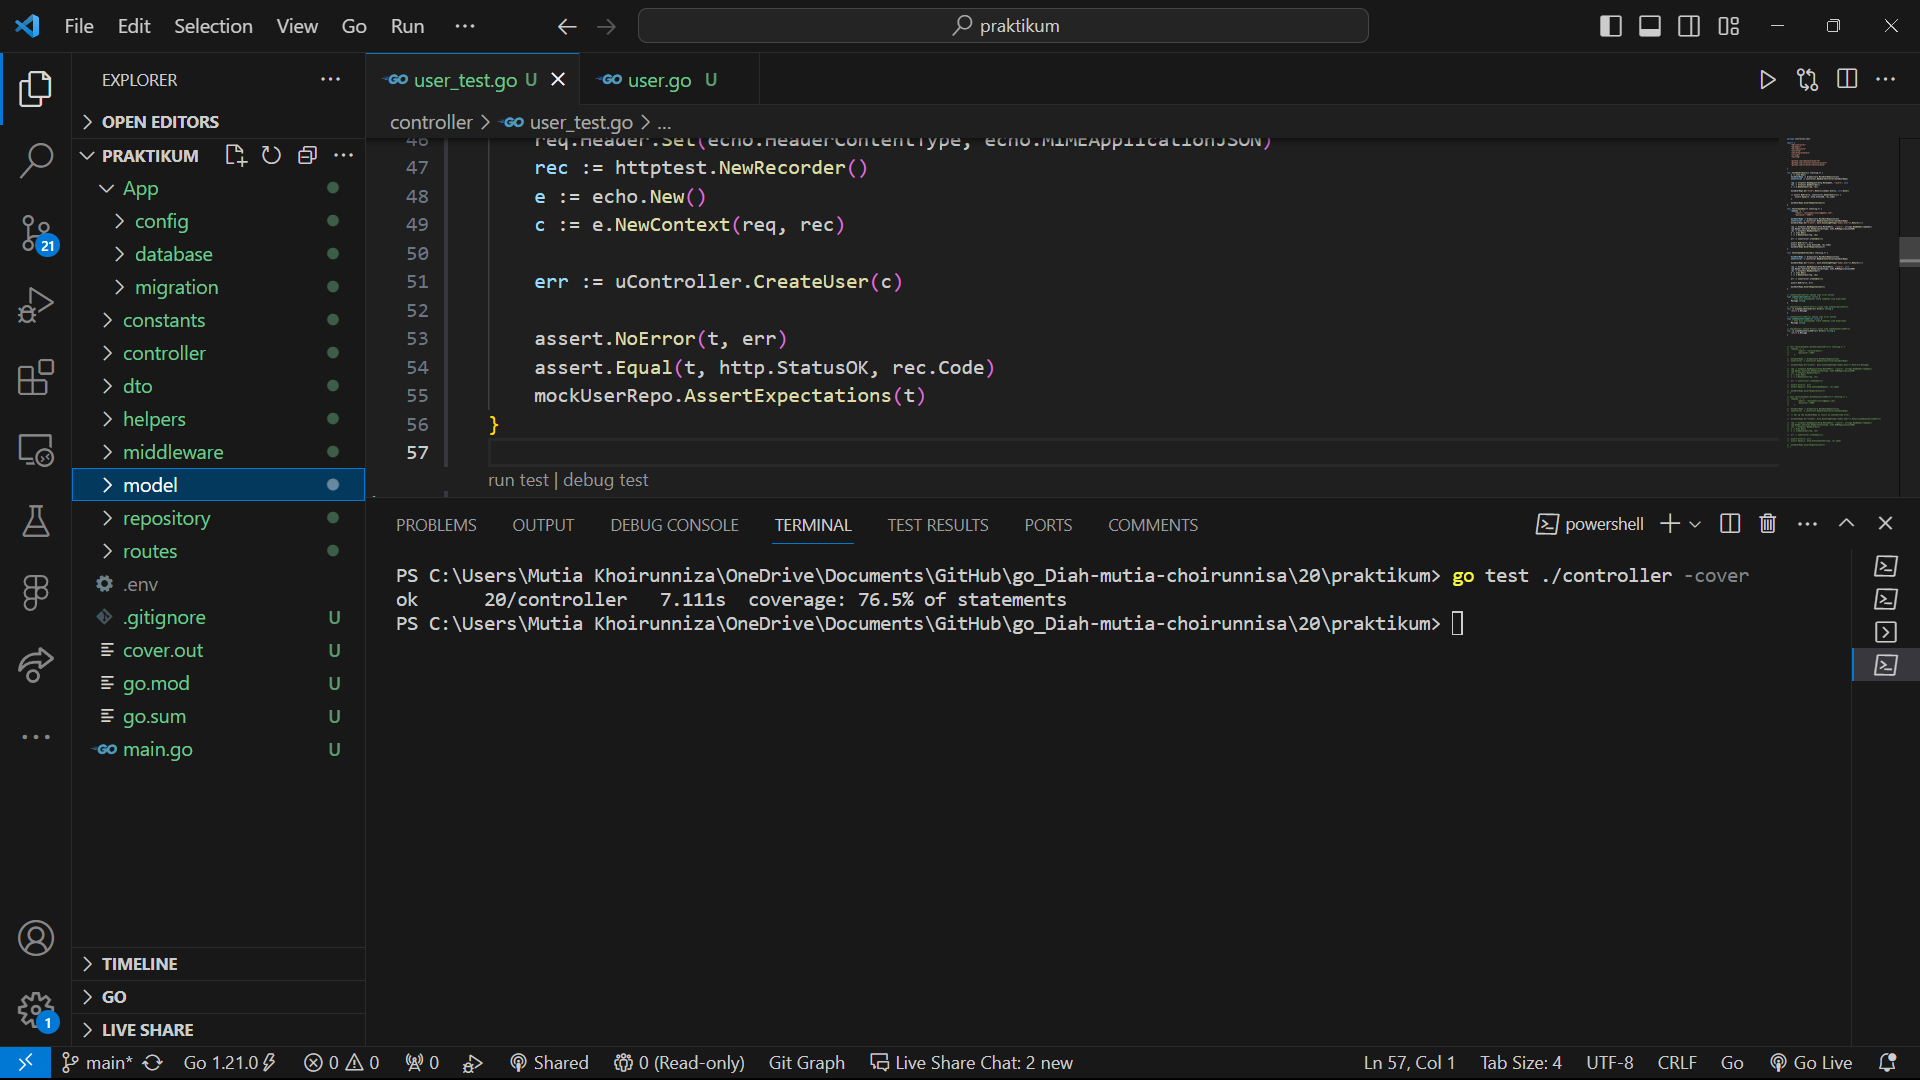 File Edit Selection View Go Run ··· praktikum
EXPLORER
OPEN EDITORS
PRAKTIKUM
App
config
database
migration
constants
controller
dto
helpers
middleware
model
repository
routes
.env
.gitignore U
cover.out U
go.mod U
go.sum U
main.go U
TIMELINE
GO
LIVE SHARE
user_test.go U
user.go U
controller > user_test.go > ...
46 req.Header.Set(echo.HeaderContentType, echo.MIMEApplicationJSON)
47 rec := httptest.NewRecorder()
48 e := echo.New()
49 c := e.NewContext(req, rec)
50
51 err := uController.CreateUser(c)
52
53 assert.NoError(t, err)
54 assert.Equal(t, http.StatusOK, rec.Code)
55 mockUserRepo.AssertExpectations(t)
56 }
57
run test | debug test
PROBLEMS OUTPUT DEBUG CONSOLE TERMINAL TEST RESULTS PORTS COMMENTS powershell
PS C:\Users\Mutia Khoirunniza\OneDrive\Documents\GitHub\go_Diah-mutia-choirunnisa\20\praktikum> go test ./controller -cover
ok 20/controller 7.111s coverage: 76.5% of statements
PS C:\Users\Mutia Khoirunniza\OneDrive\Documents\GitHub\go_Diah-mutia-choirunnisa\20\praktikum>
21
1
main* Go 1.21.0 0 0 0 Shared 0 (Read-only) Git Graph Live Share Chat: 2 new Ln 57, Col 1 Tab Size: 4 UTF-8 CRLF Go Go Live